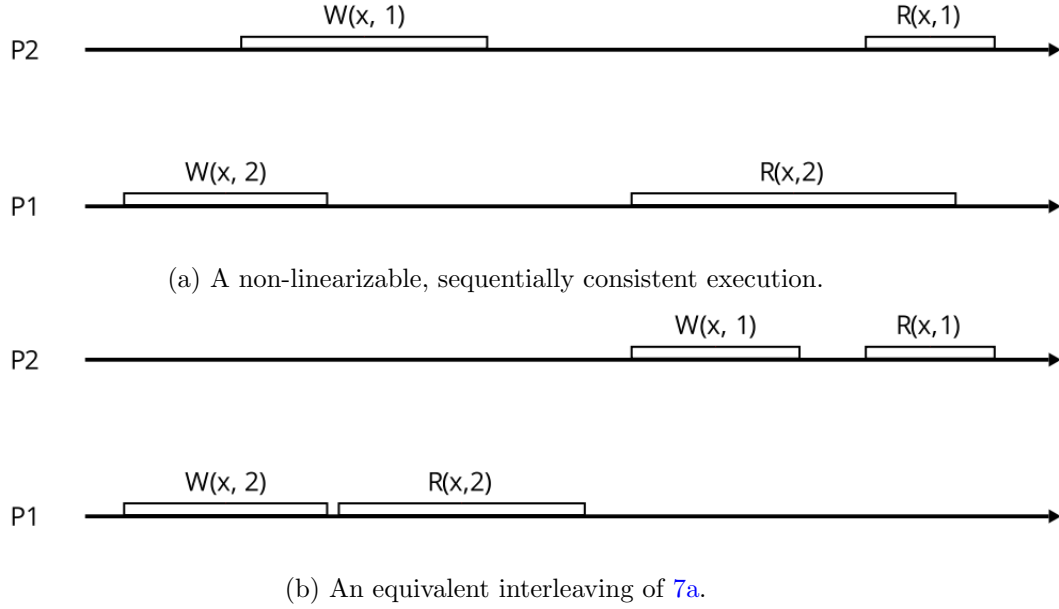 W(x, 1) R(x,1)
P2
W(x, 2) R(x,2)
P1
(a) A non-linearizable, sequentially consistent execution.
W(x, 1) R(x,1)
P2
W(x, 2) R(x,2)
P1
(b) An equivalent interleaving of 7a.